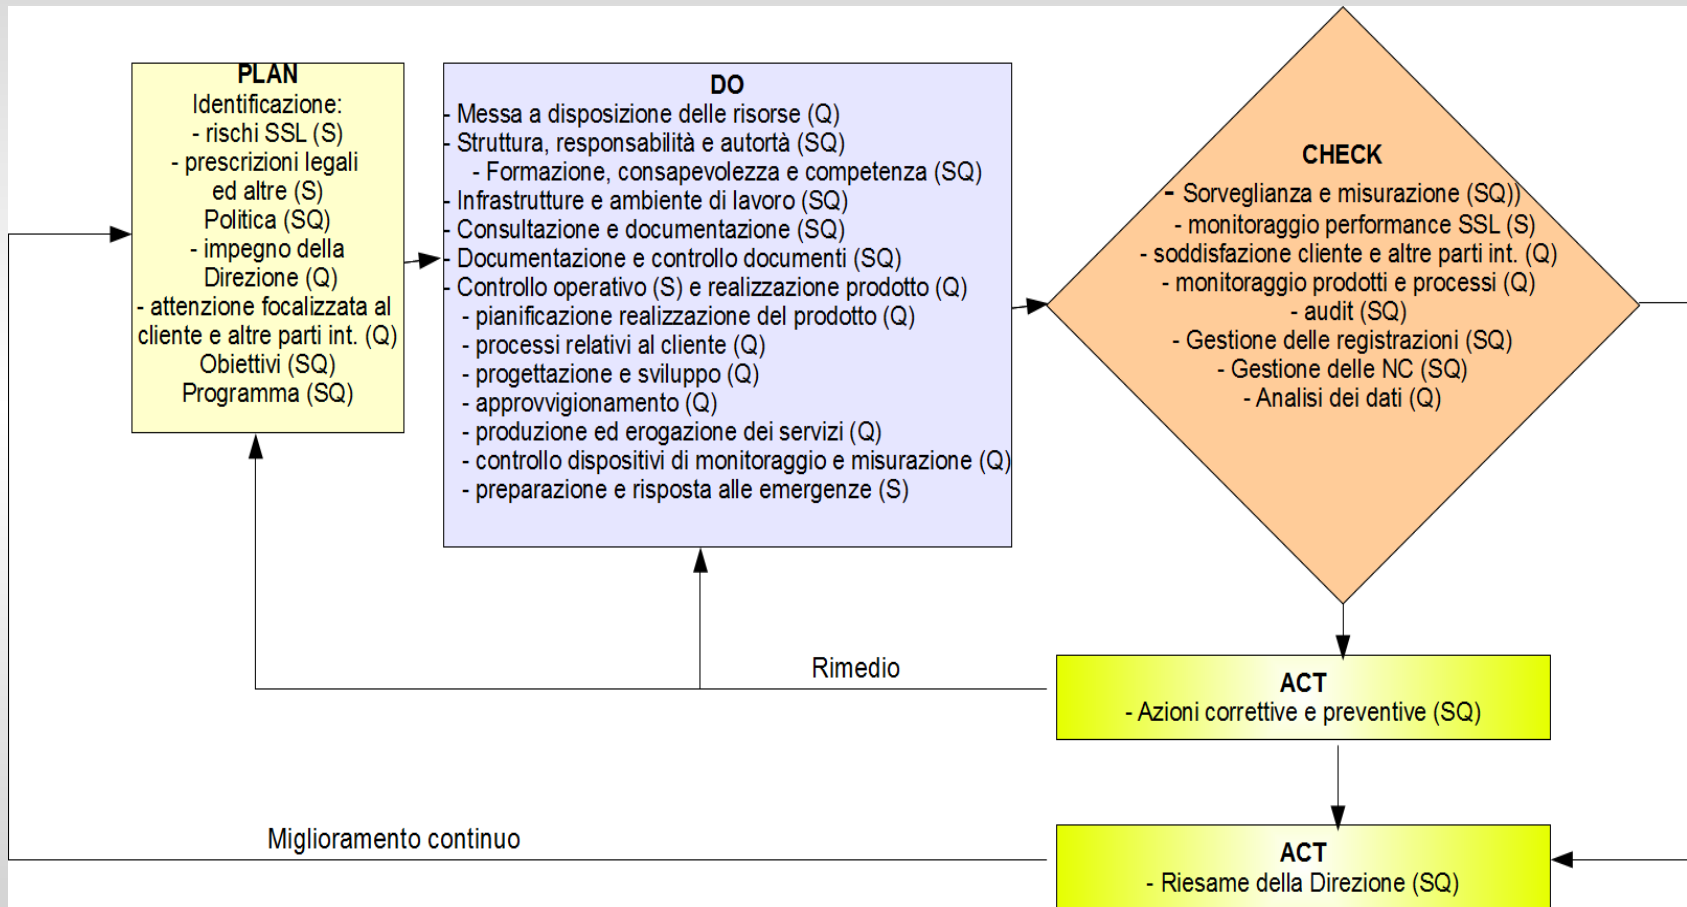 PLAN
Identificazione:
- rischi SSL (S)
- prescrizioni legali
ed altre (S)
Politica (SQ)
- impegno della
Direzione (Q)
- attenzione focalizzata al
cliente e altre parti int. (Q)
Obiettivi (SQ)
Programma (SQ)
DO
- Messa a disposizione delle risorse (Q)
- Struttura, responsabilità e autortà (SQ)
- Formazione, consapevolezza e competenza (SQ)
- Infrastrutture e ambiente di lavoro (SQ)
- Consultazione e documentazione (SQ)
- Documentazione e controllo documenti (SQ)
- Controllo operativo (S) e realizzazione prodotto (Q)
- pianificazione realizzazione del prodotto (Q)
- processi relativi al cliente (Q)
- progettazione e sviluppo (Q)
- approvvigionamento (Q)
- produzione ed erogazione dei servizi (Q)
- controllo dispositivi di monitoraggio e misurazione (Q)
- preparazione e risposta alle emergenze (S)
CHECK
- Sorveglianza e misurazione (SQ))
- monitoraggio performance SSL (S)
- soddisfazione cliente e altre parti int. (Q)
- monitoraggio prodotti e processi (Q)
- audit (SQ)
- Gestione delle registrazioni (SQ)
- Gestione delle NC (SQ)
- Analisi dei dati (Q)
Rimedio
ACT
- Azioni correttive e preventive (SQ)
Miglioramento continuo
ACT
- Riesame della Direzione (SQ)